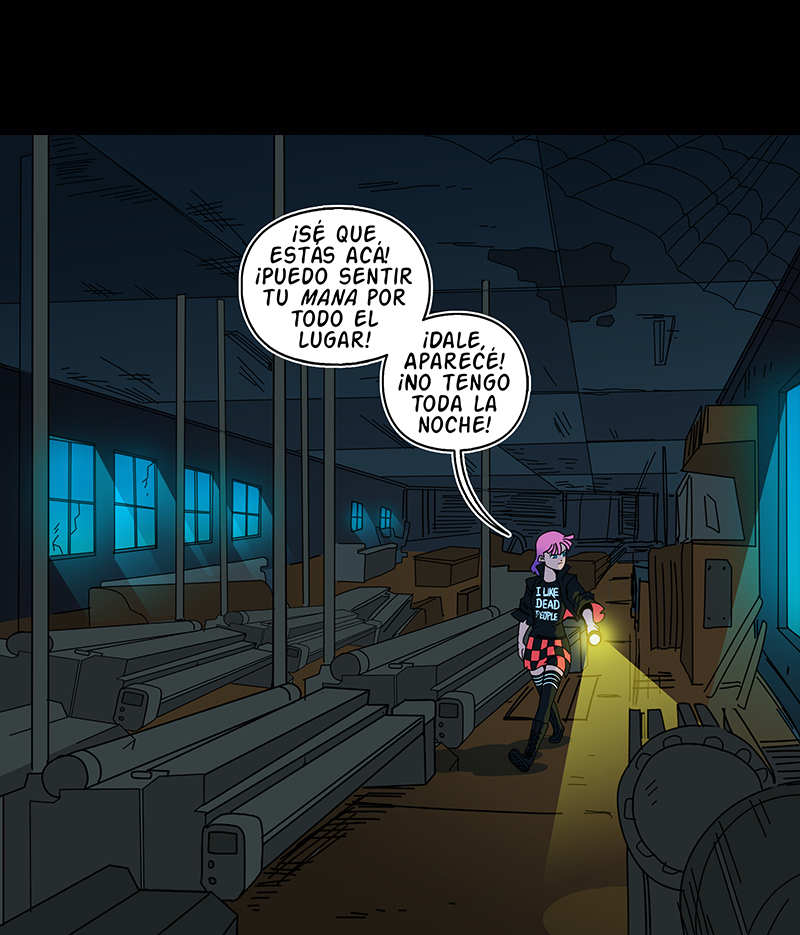 ¡SÉ QUE
ESTÁS ACÁ!
¡PUEDO SENTIR
TU MANA POR
TODO EL
LUGAR!
¡DALE,
APARECÉ!
¡NO TENGO
TODA LA
NOCHE!
I LIKE
DEAD
PEOPLE